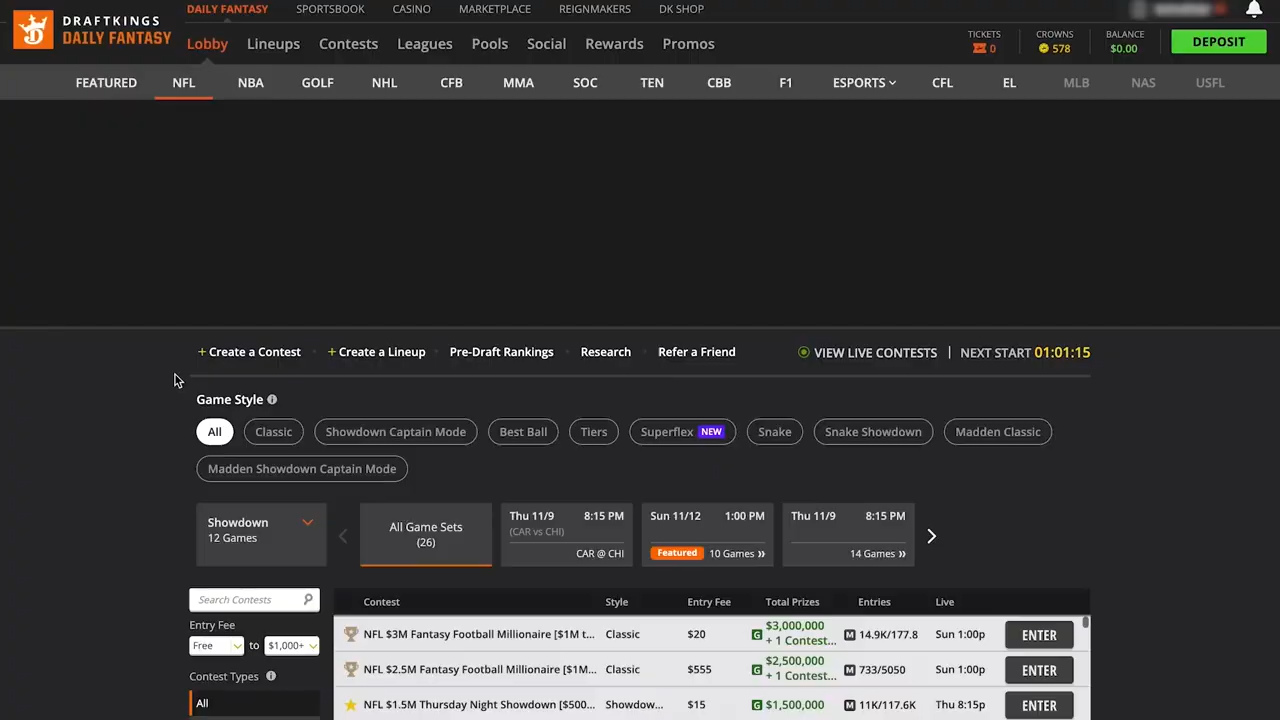 DAILY FANTASY SPORTSBOOK CASINO MARKETPLACE REIGNMAKERS DK SHOP
DRAFTKINGS
DAILY FANTASY
Lobby Lineups Contests Leagues Pools Social Rewards Promos
TICKETS CROWNS BALANCE
0 578 $0.00
DEPOSIT
FEATURED NFL NBA GOLF NHL CFB MMA SOC TEN CBB F1 ESPORTS CFL EL MLB NAS USFL
+ Create a Contest + Create a Lineup Pre-Draft Rankings Research Refer a Friend VIEW LIVE CONTESTS | NEXT START 01:01:15
Game Style
All Classic Showdown Captain Mode Best Ball Tiers Superflex NEW Snake Snake Showdown Madden Classic
Madden Showdown Captain Mode
Showdown
12 Games
All Game Sets
(26)
Thu 11/9 8:15 PM
(CAR vs CHI)
CAR @ CHI
Sun 11/12 1:00 PM
Featured 10 Games »
Thu 11/9 8:15 PM
14 Games »
Search Contests
Entry Fee
Free to $1,000+
Contest Types
All
Contest Style Entry Fee Total Prizes Entries Live
NFL $3M Fantasy Football Millionaire [$1M t... Classic $20 G $3,000,000 + 1 Contest... M 14.9K/177.8 Sun 1:00p ENTER
NFL $2.5M Fantasy Football Millionaire [$1M... Classic $555 G $2,500,000 + 1 Contest... M 733/5050 Sun 1:00p ENTER
NFL $1.5M Thursday Night Showdown [$500... Showdow... $15 G $1,500,000 M 11K/117.6K Thu 8:15p ENTER